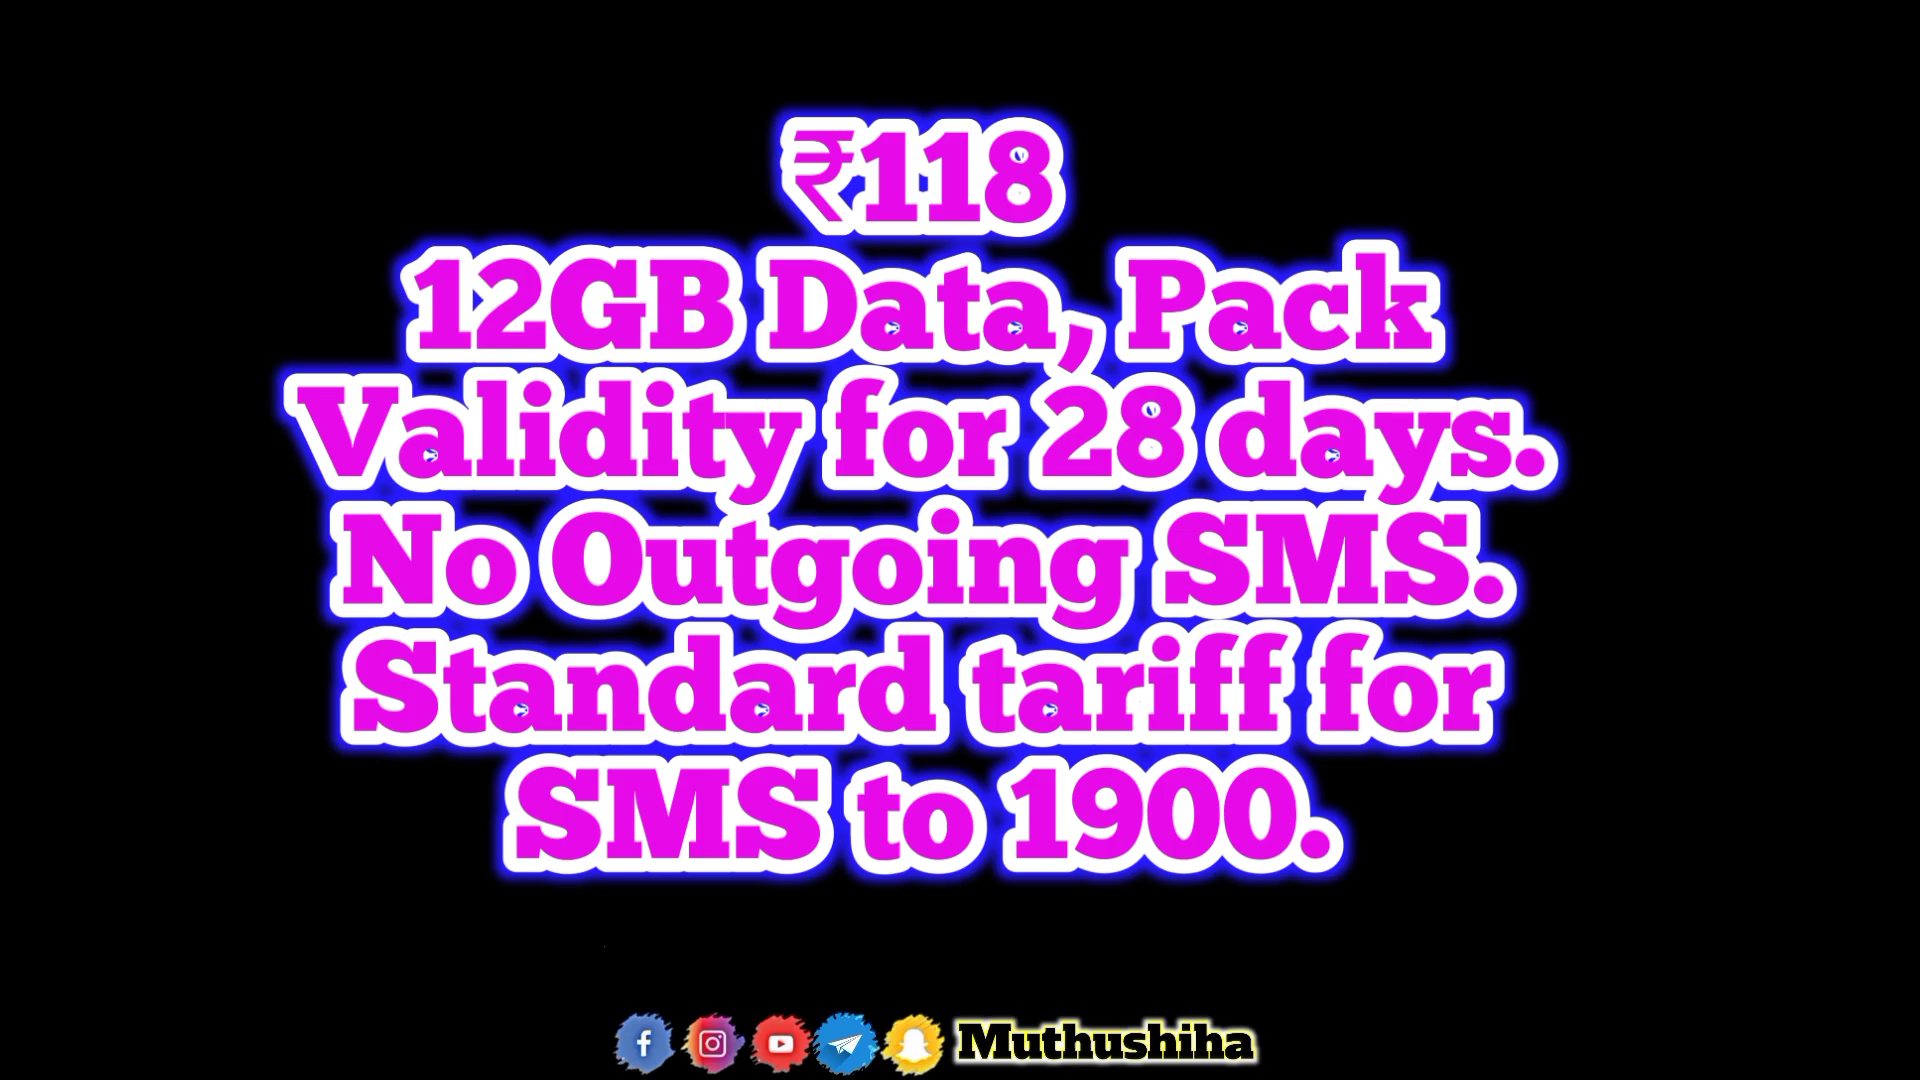 ₹118
12GB Data, Pack
Validity for 28 days.
No Outgoing SMS.
Standard tariff for
SMS to 1900.
Muthushiha